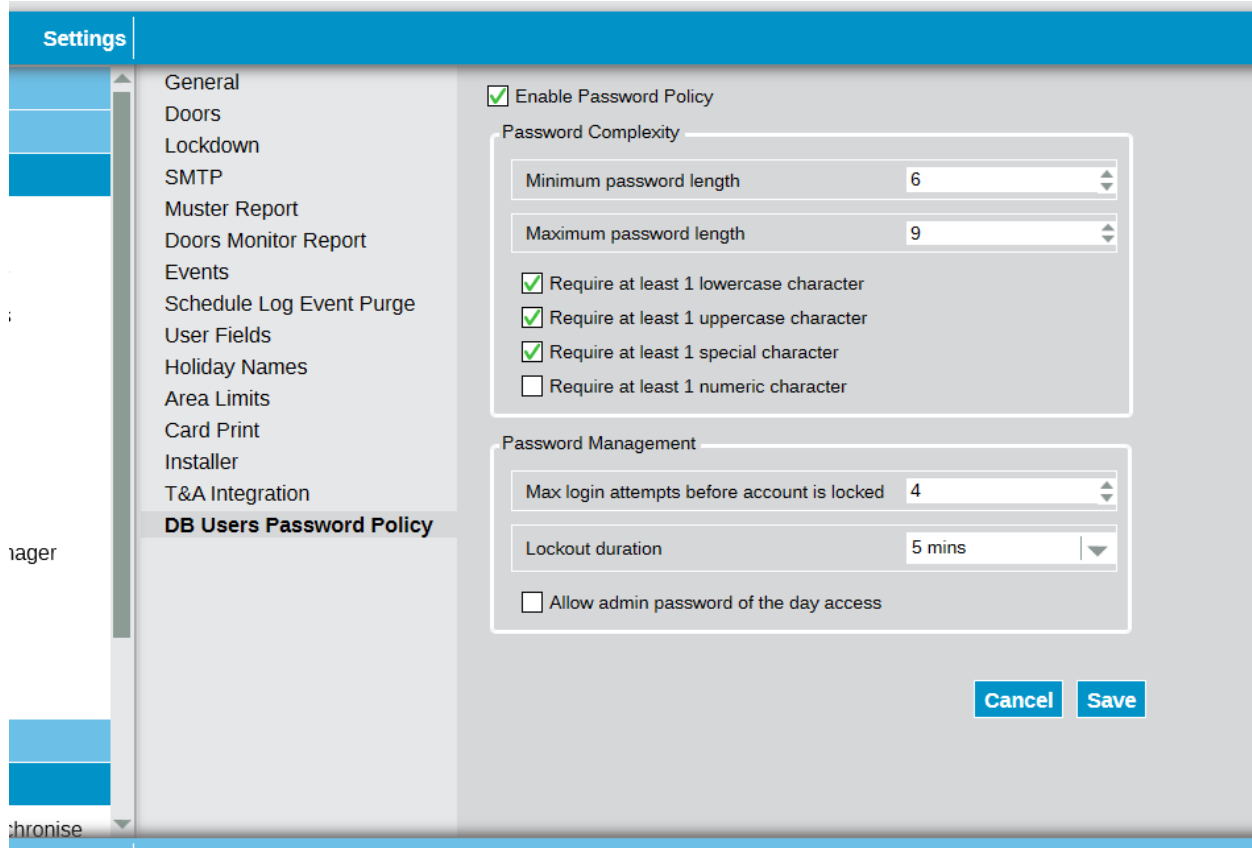 Settings
General
Doors
Lockdown
SMTP
Muster Report
Doors Monitor Report
Events
Schedule Log Event Purge
User Fields
Holiday Names
Area Limits
Card Print
Installer
T&A Integration
DB Users Password Policy
Enable Password Policy
Password Complexity
Minimum password length 6
Maximum password length 9
Require at least 1 lowercase character
Require at least 1 uppercase character
Require at least 1 special character
Require at least 1 numeric character
Password Management
Max login attempts before account is locked 4
Lockout duration 5 mins
Allow admin password of the day access
Cancel Save